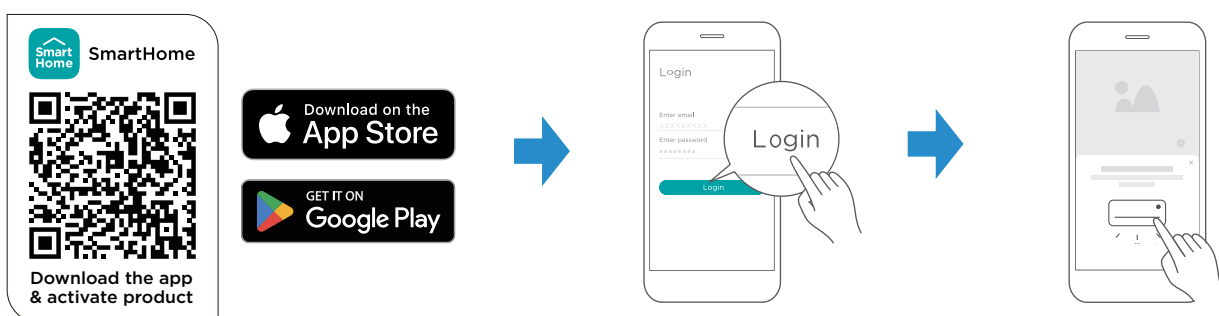 Smart
Home
SmartHome
Download the app
& activate product
Download on the
App Store
GET IT ON
Google Play
Login
Enter email
XXXXXXXXX
Enter password
Login
Login